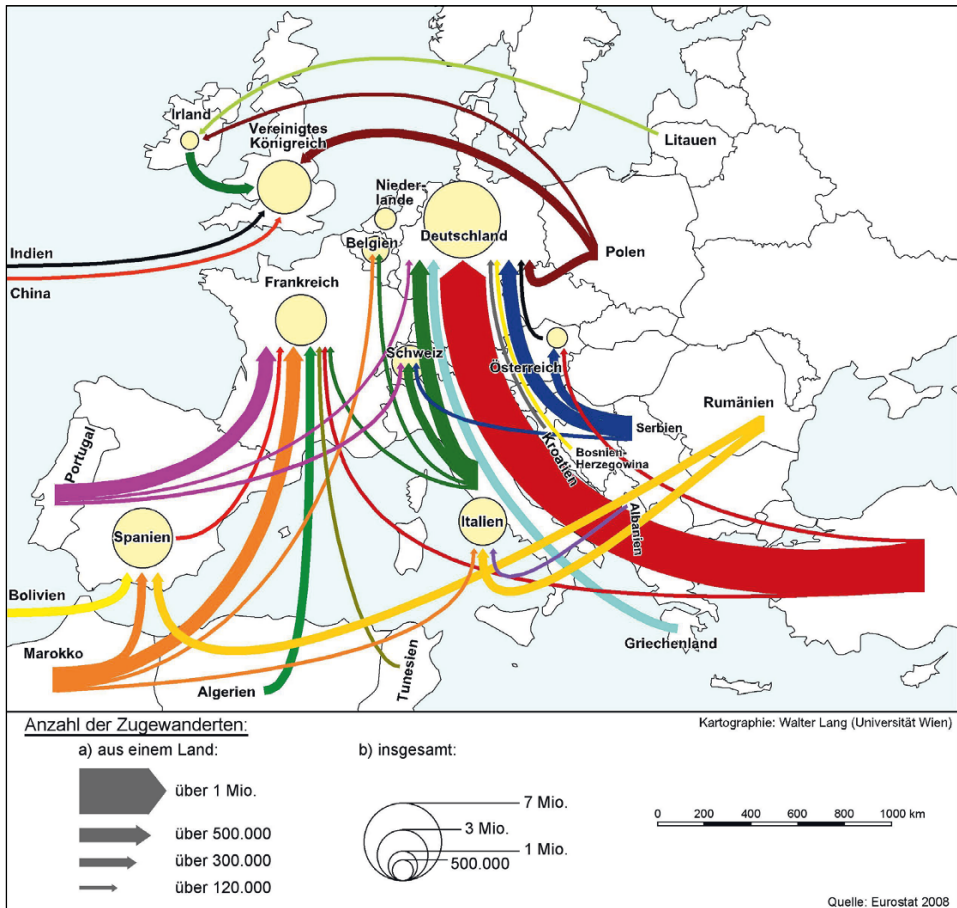 Irland
Vereinigtes
Königreich
Litauen
Nieder-
lande
Deutschland
Belgien
Polen
Indien
China
Frankreich
Schweiz
Österreich
Rumänien
Serbien
Portugal
Kroatien
Bosnien-
Herzegowina
Albanien
Spanien
Italien
Bolivien
Marokko
Griechenland
Algerien
Tunesien
Anzahl der Zugewanderten:
Kartographie: Walter Lang (Universität Wien)
a) aus einem Land:
b) insgesamt:
über 1 Mio.
über 500.000
über 300.000
über 120.000
7 Mio.
3 Mio.
1 Mio.
500.000
0 200 400 600 800 1000 km
Quelle: Eurostat 2008